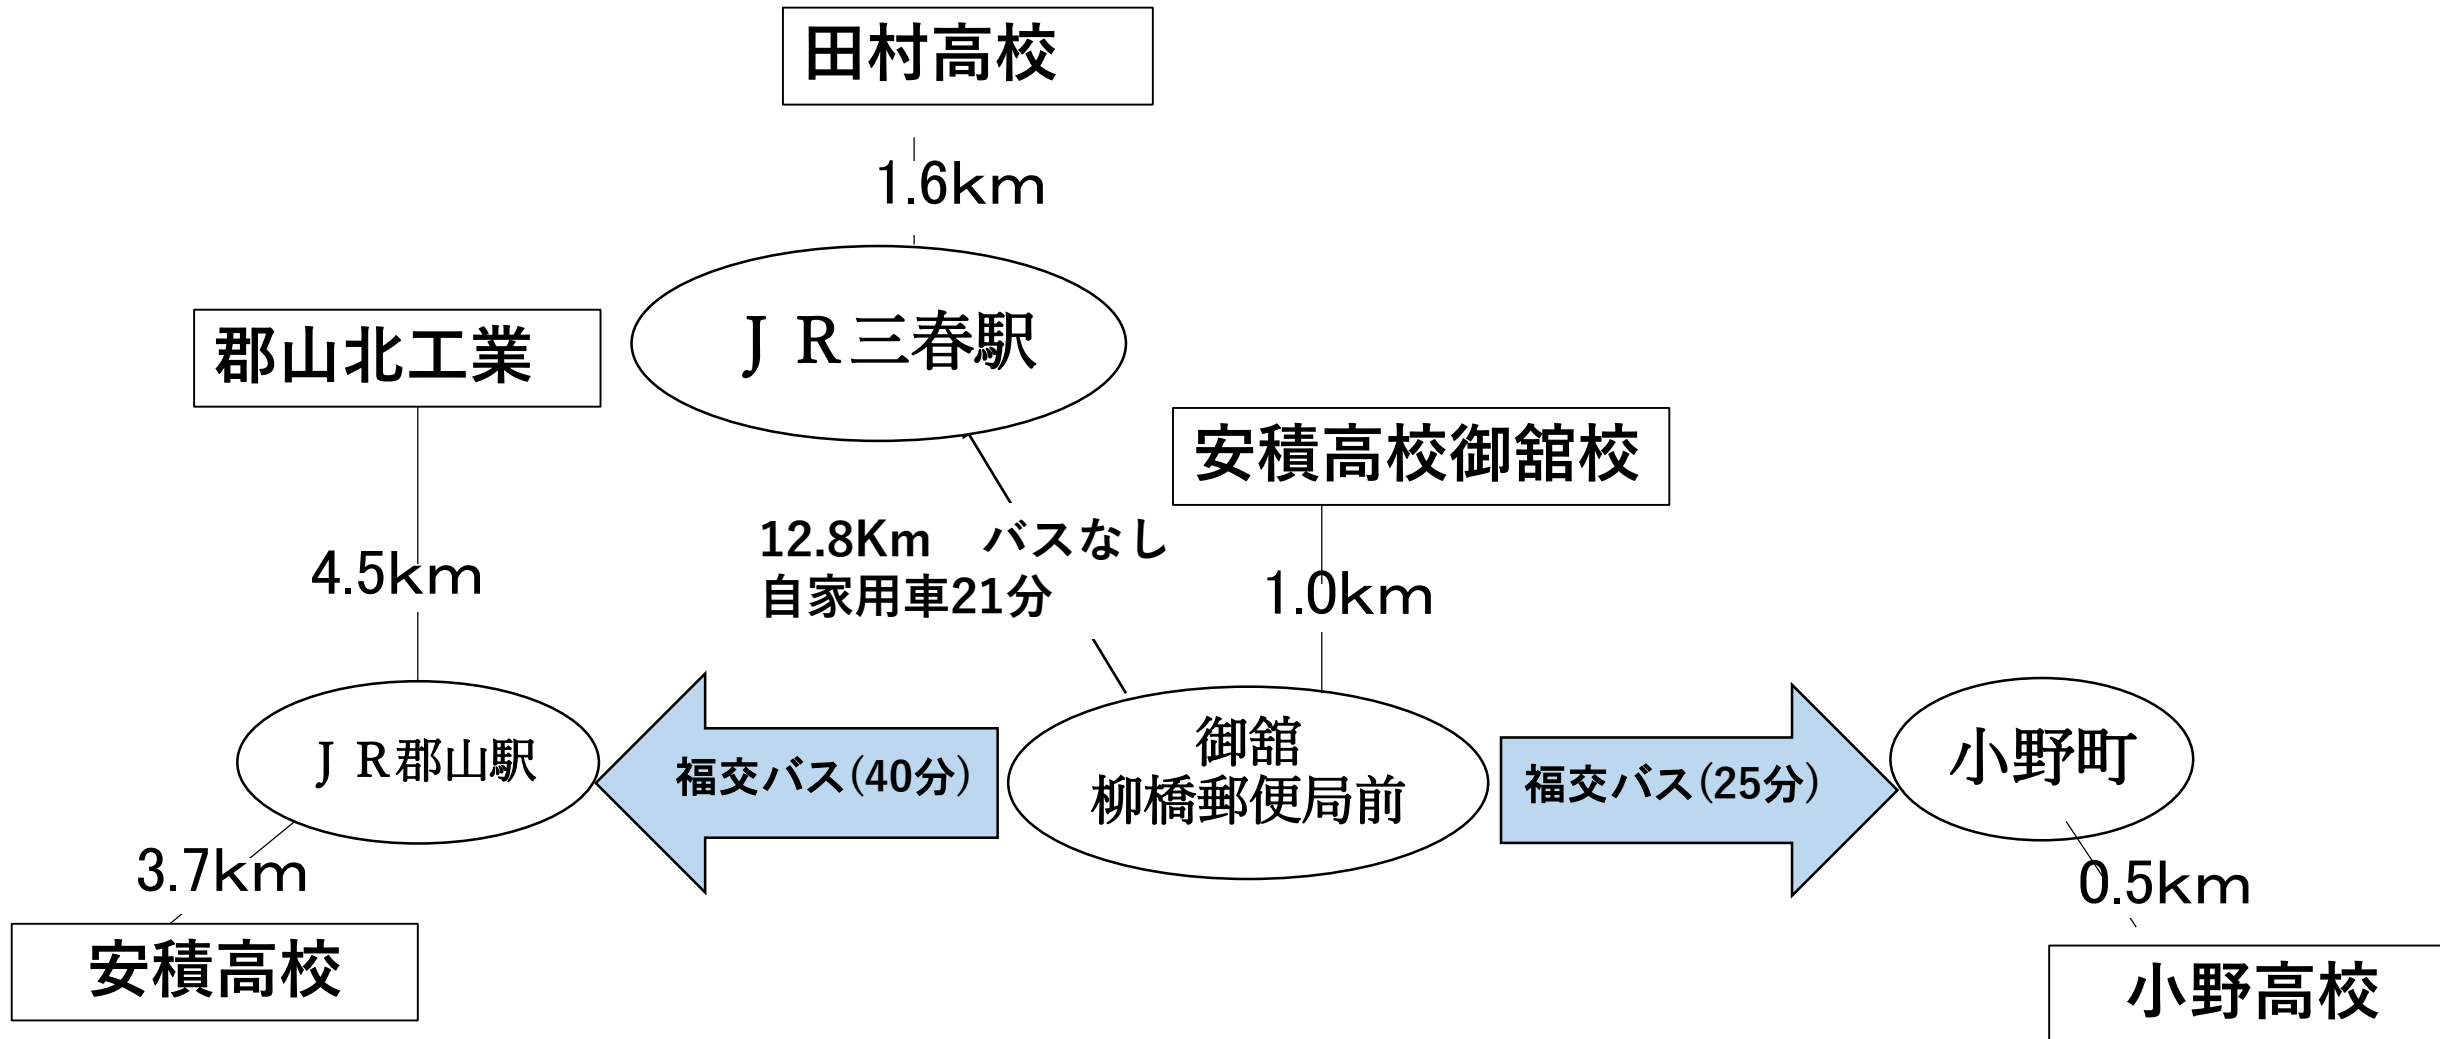 田村高校
1.6km
ＪＲ三春駅
郡山北工業
安積高校御舘校
12.8Km　バスなし
自家用車21分
4.5km
1.0km
ＪＲ郡山駅
福交バス(40分)
御舘
柳橋郵便局前
福交バス(25分)
小野町
3.7km
0.5km
安積高校
小野高校